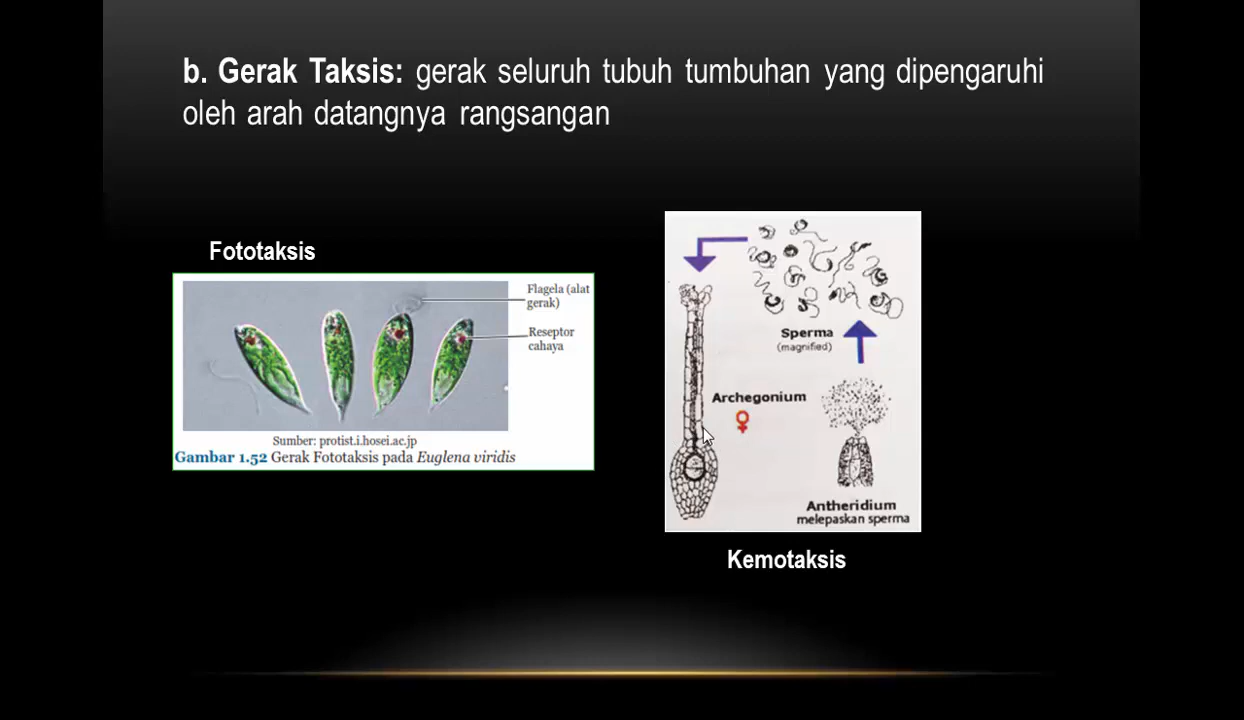 b. Gerak Taksis: gerak seluruh tubuh tumbuhan yang dipengaruhi
oleh arah datangnya rangsangan
Fototaksis
Flagela (alat
gerak)
Reseptor
cahaya
Sumber: protist.i.hosei.ac.jp
Gambar 1.52 Gerak Fototaksis pada Euglena viridis
Sperma
(magnified)
Archegonium
Antheridium
melepaskan sperma
Kemotaksis